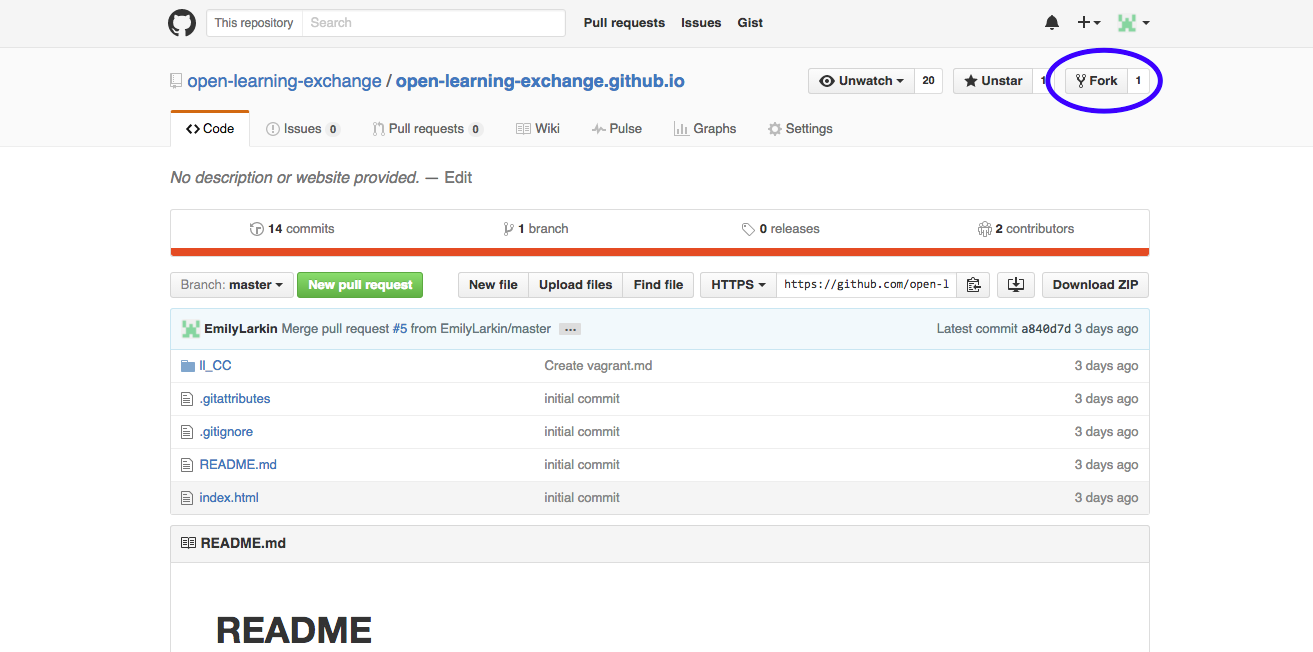 This repository Search Pull requests Issues Gist
open-learning-exchange / open-learning-exchange.github.io Unwatch 20 Unstar 1 Fork 1
Code Issues 0 Pull requests 0 Wiki Pulse Graphs Settings
No description or website provided. — Edit
14 commits 1 branch 0 releases 2 contributors
Branch: master New pull request New file Upload files Find file HTTPS https://github.com/open-l Download ZIP
EmilyLarkin Merge pull request #5 from EmilyLarkin/master ... Latest commit a840d7d 3 days ago
ll_CC Create vagrant.md 3 days ago
.gitattributes initial commit 3 days ago
.gitignore initial commit 3 days ago
README.md initial commit 3 days ago
index.html initial commit 3 days ago
README.md
README